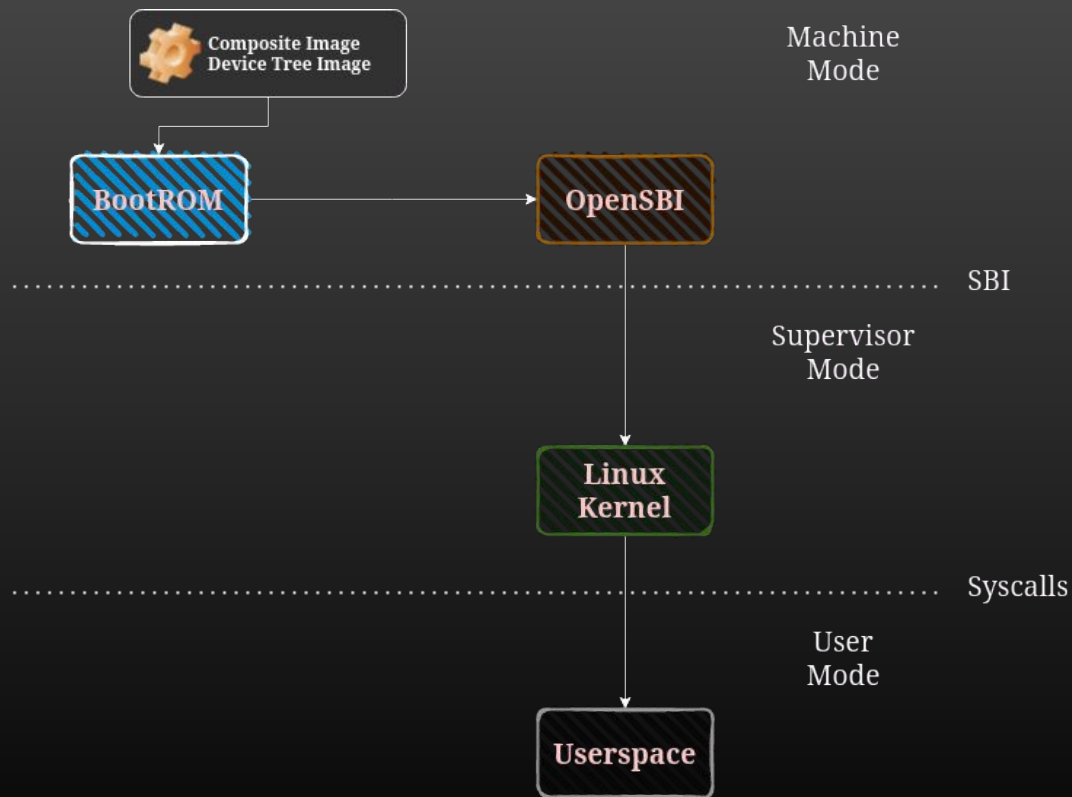 Composite Image
Device Tree Image
Machine
Mode
BootROM
OpenSBI
SBI
Supervisor
Mode
Linux
Kernel
Syscalls
User
Mode
Userspace